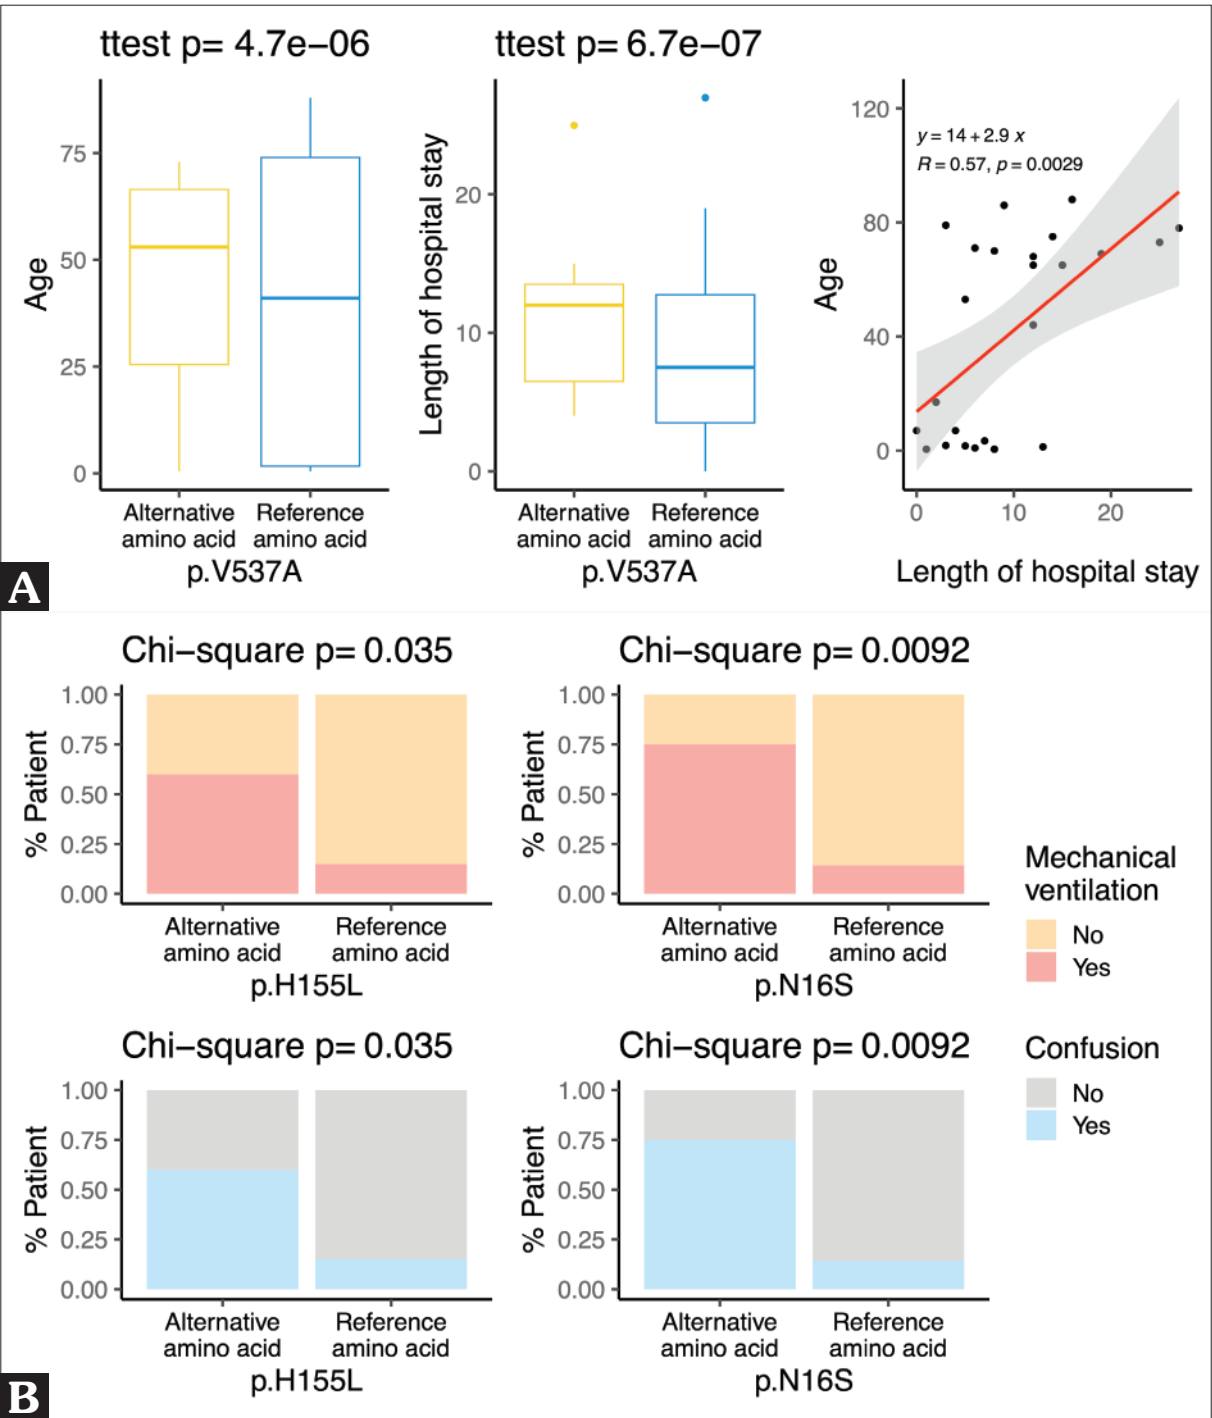 ttest p= 4.7e−06
75
50
25
0
Age
Alternative amino acid
Reference amino acid
p.V537A
ttest p= 6.7e−07
20
10
0
Length of hospital stay
Alternative amino acid
Reference amino acid
p.V537A
y = 14 + 2.9 x
R = 0.57, p = 0.0029
120
80
40
0
Age
0 10 20
Length of hospital stay
A
Chi−square p= 0.035
1.00
0.75
0.50
0.25
0.00
% Patient
Alternative amino acid
Reference amino acid
p.H155L
Chi−square p= 0.0092
1.00
0.75
0.50
0.25
0.00
% Patient
Alternative amino acid
Reference amino acid
p.N16S
Mechanical
ventilation
No
Yes
Chi−square p= 0.035
1.00
0.75
0.50
0.25
0.00
% Patient
Alternative amino acid
Reference amino acid
p.H155L
Chi−square p= 0.0092
1.00
0.75
0.50
0.25
0.00
% Patient
Alternative amino acid
Reference amino acid
p.N16S
Confusion
No
Yes
B